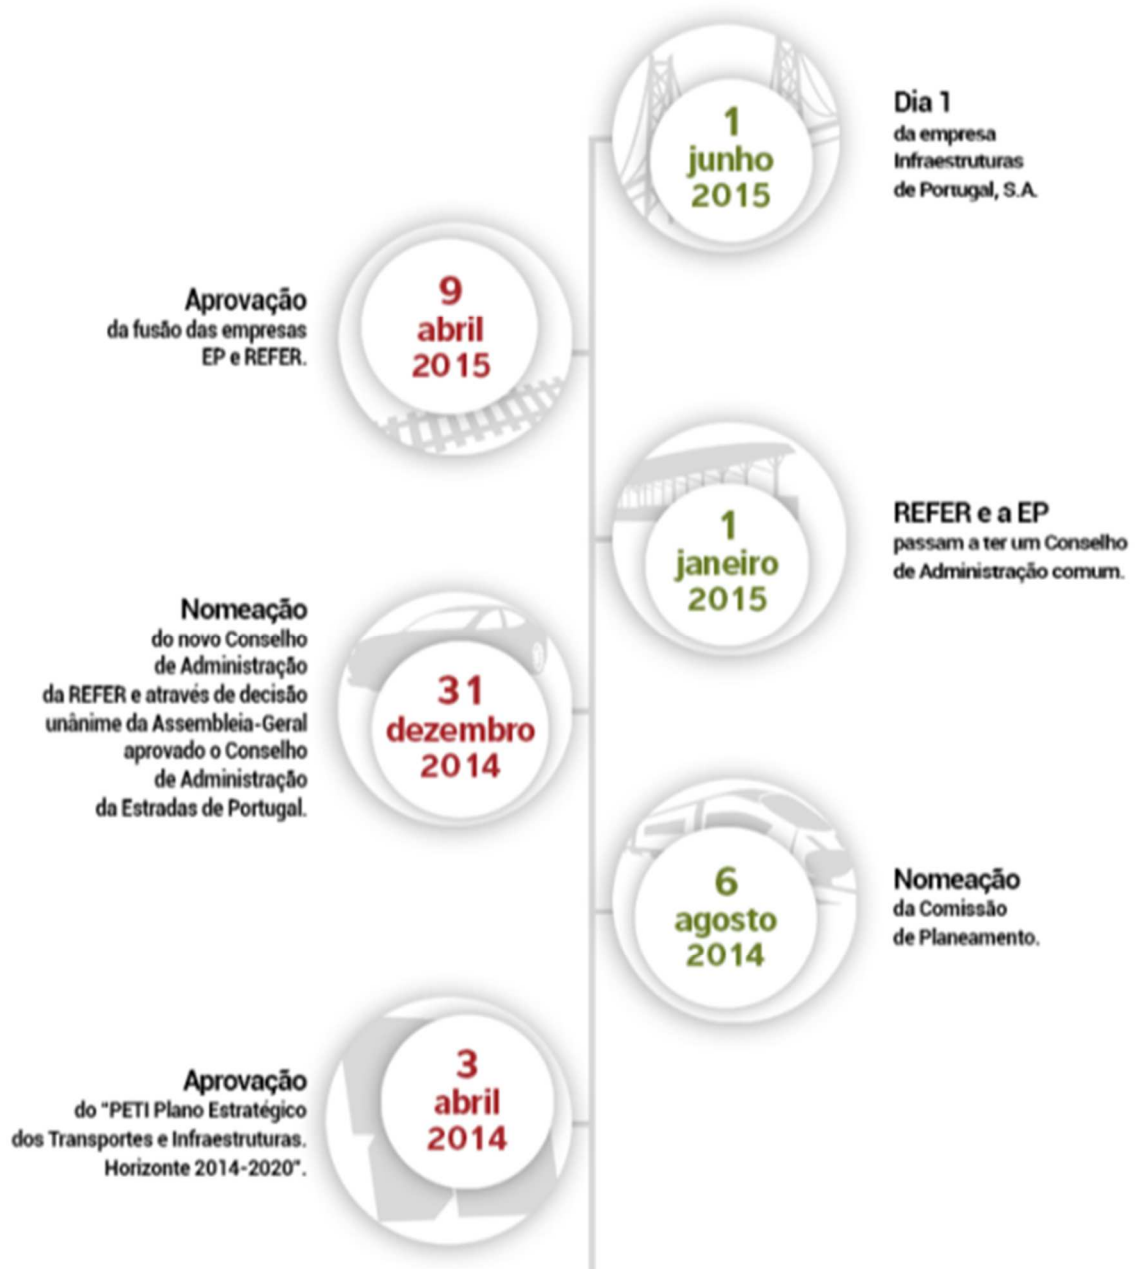 1
junho
2015
Dia 1
da empresa
Infraestruturas
de Portugal, S.A.
9
abril
2015
Aprovação
da fusão das empresas
EP e REFER.
1
janeiro
2015
REFER e a EP
passam a ter um Conselho
de Administração comum.
31
dezembro
2014
Nomeação
do novo Conselho
de Administração
da REFER e através de decisão
unânime da Assembleia-Geral
aprovado o Conselho
de Administração
da Estradas de Portugal.
6
agosto
2014
Nomeação
da Comissão
de Planeamento.
3
abril
2014
Aprovação
do "PETI Plano Estratégico
dos Transportes e Infraestruturas.
Horizonte 2014-2020".